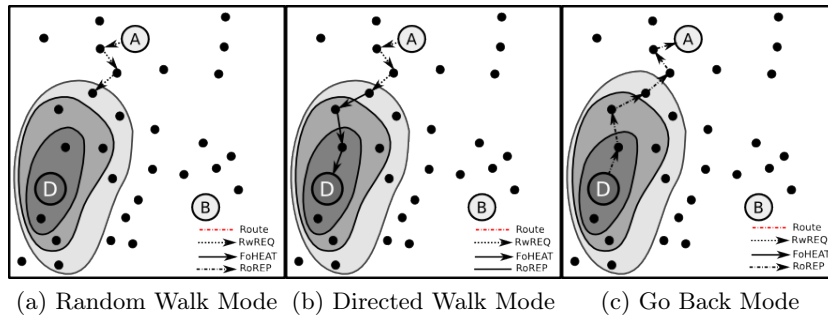 A
D
B
Route
RwREQ
FoHEAT
RoREP
A
D
B
Route
RwREQ
FoHEAT
RoREP
A
D
B
Route
RwREQ
FoHEAT
RoREP
(a) Random Walk Mode (b) Directed Walk Mode (c) Go Back Mode